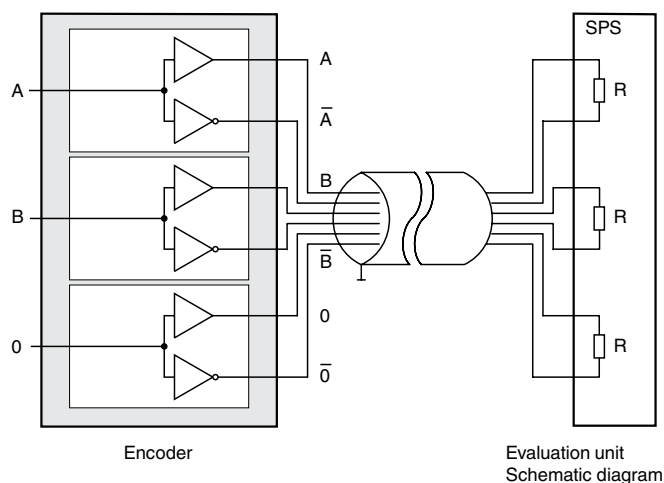 SPS
A
A
R
A̅
B
B
R
B̅
0
0
R
0̅
Encoder
Evaluation unit
Schematic diagram